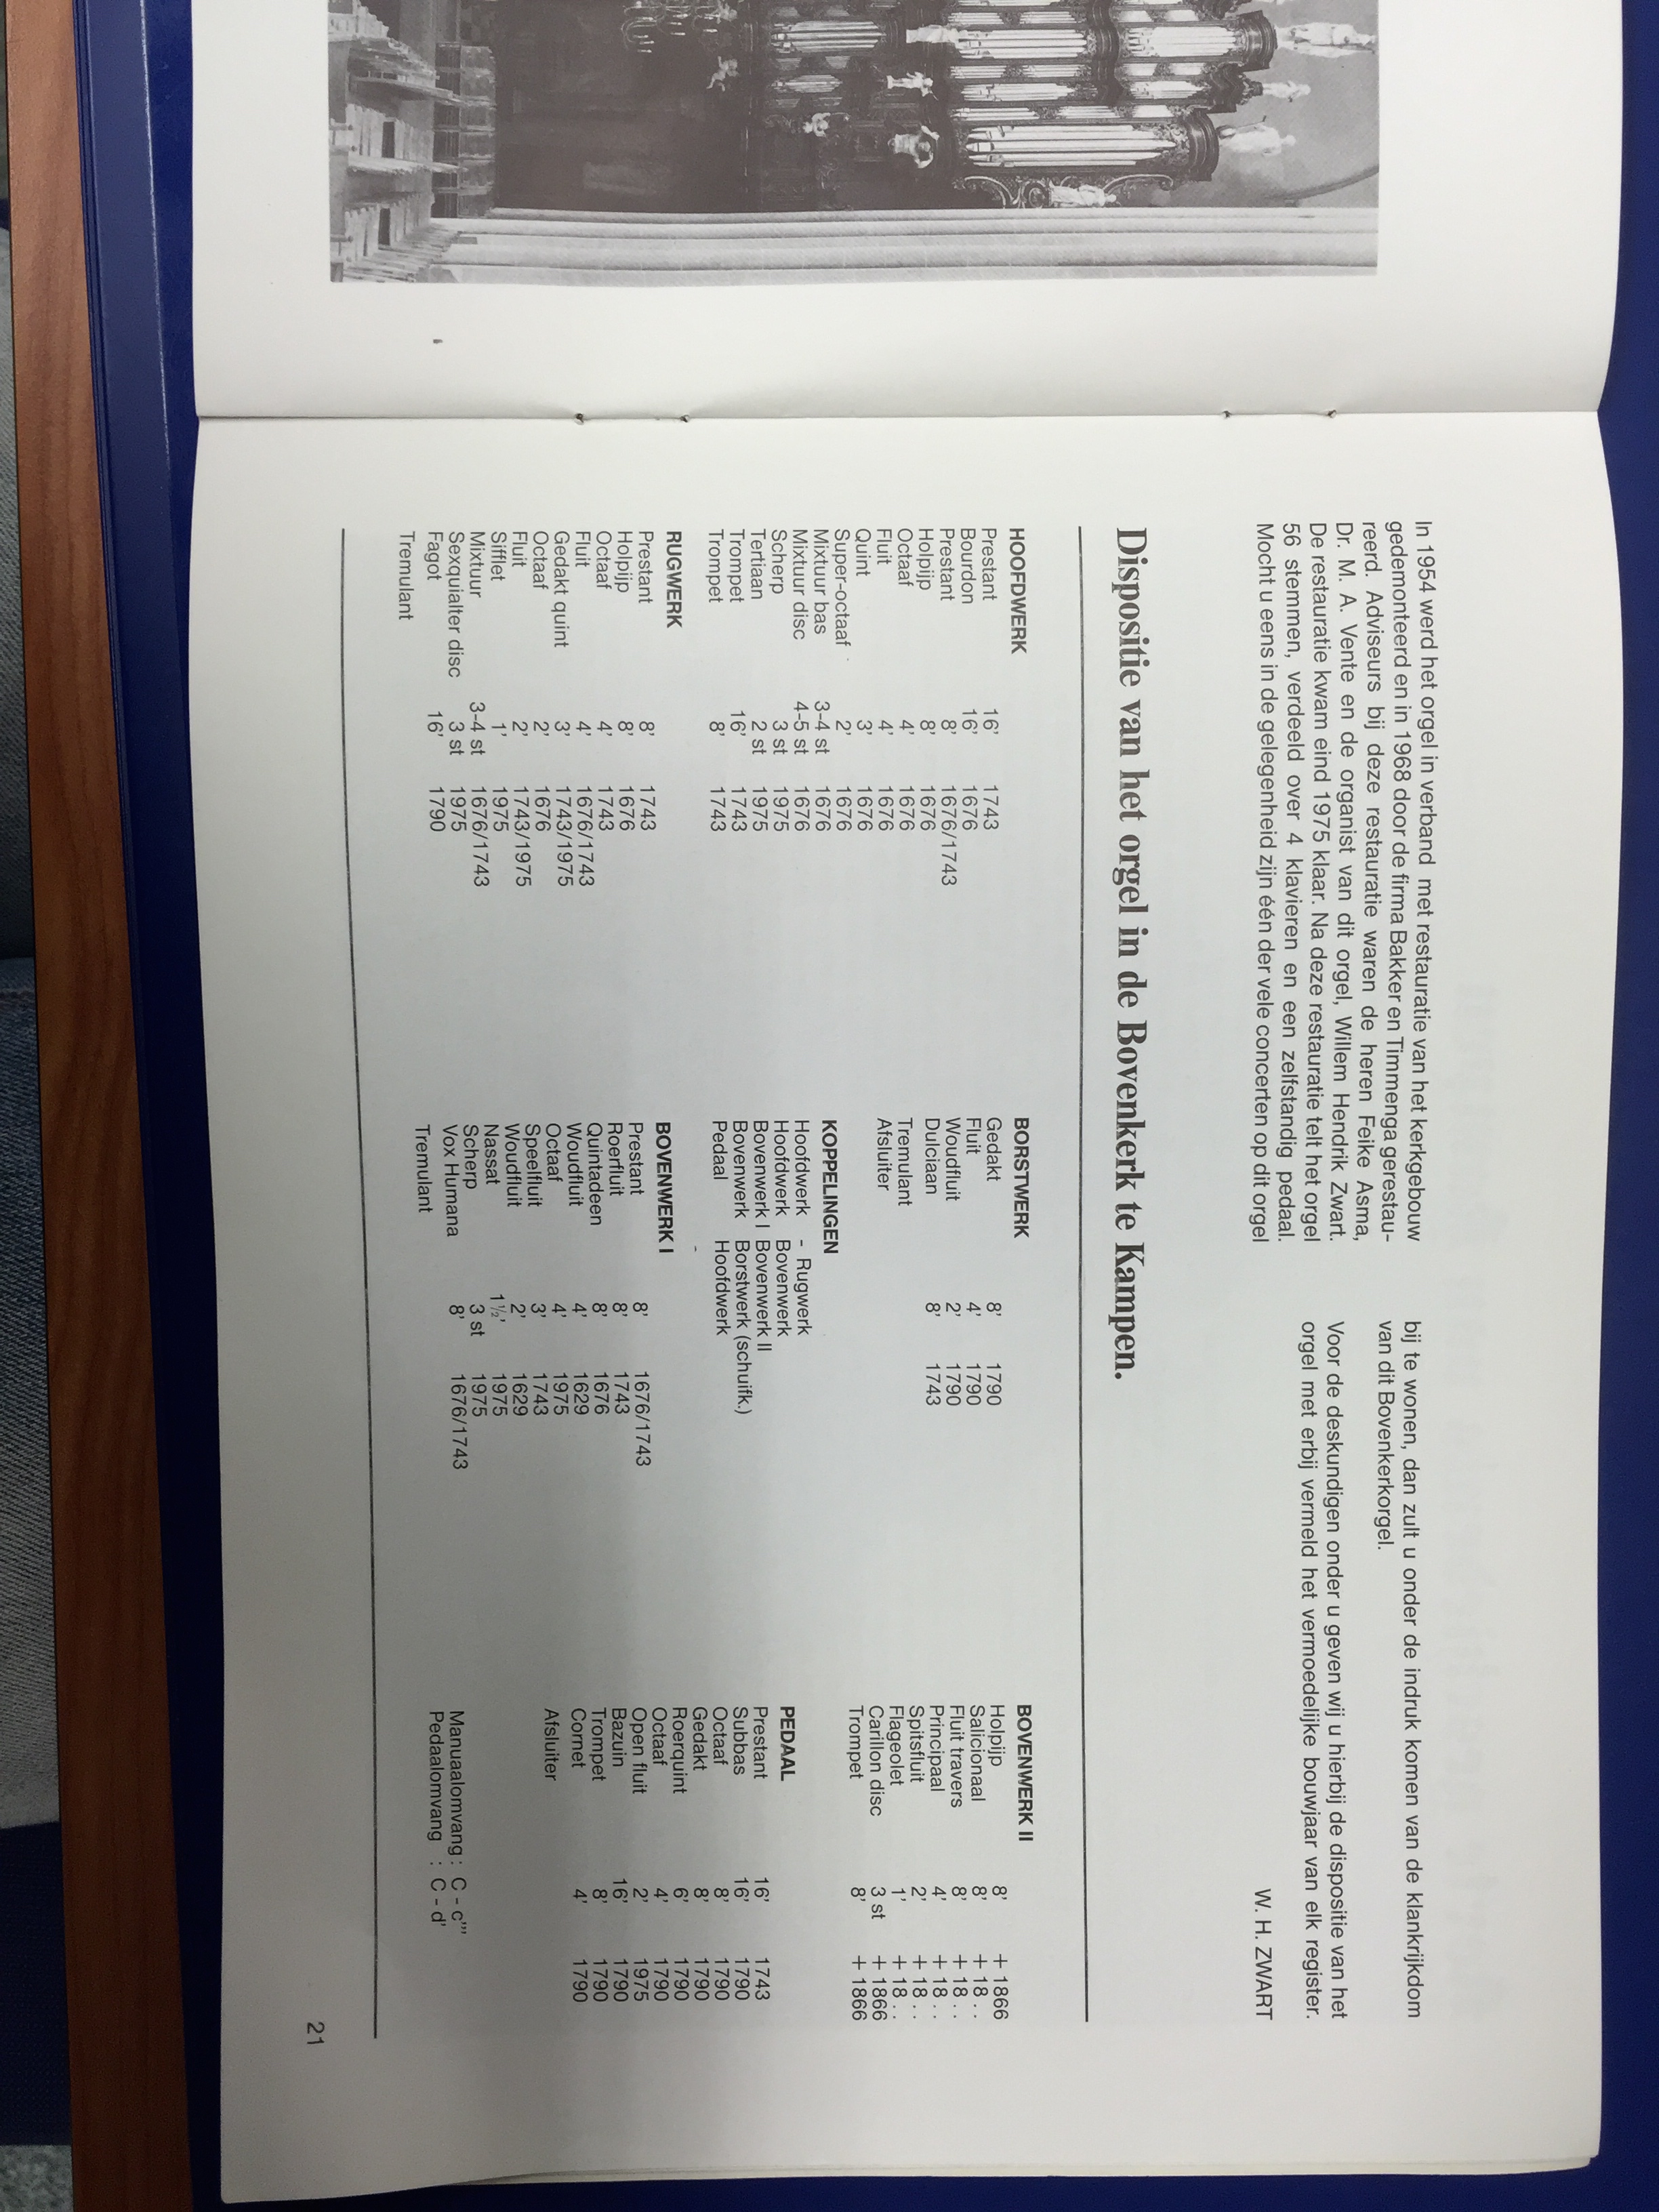 In 1954 werd het orgel in verband met restauratie van het kerkgebouw
gedemonteerd en in 1968 door de firma Bakker en Timmenga gerestau-
reerd. Adviseurs bij deze restauratie waren de heren Feike Asma,
Dr. M. A. Vente en de organist van dit orgel, Willem Hendrik Zwart.
De restauratie kwam eind 1975 klaar. Na deze restauratie telt het orgel
56 stemmen, verdeeld over 4 klavieren en een zelfstandig pedaal.
Mocht u eens in de gelegenheid zijn één der vele concerten op dit orgel
bij te wonen, dan zult u onder de indruk komen van de klankrijkdom
van dit Bovenkerkorgel.
Voor de deskundigen onder u geven wij u hierbij de dispositie van het
orgel met erbij vermeld het vermoedelijke bouwjaar van elk register.
W. H. ZWART
Dispositie van het orgel in de Bovenkerk te Kampen.
HOOFDWERK
Prestant 16' 1743
Bourdon 16' 1676
Prestant 8' 1676/1743
Holpijp 8' 1676
Octaaf 4' 1676
Fluit 4' 1676
Quint 3' 1676
Super-octaaf 2' 1676
Mixtuur bas 3-4 st 1676
Mixtuur disc 4-5 st 1676
Scherp 3 st 1975
Tertiaan 2 st 1975
Trompet 16' 1743
Trompet 8' 1743
RUGWERK
Prestant 8' 1743
Holpijp 8' 1676
Octaaf 4' 1743
Fluit 4' 1676/1743
Gedakt quint 3' 1743/1975
Octaaf 2' 1676
Fluit 2' 1743/1975
Sifflet 1' 1975
Mixtuur 3-4 st 1676/1743
Sexquialter disc 3 st 1975
Fagot 16' 1790
Tremulant
BORSTWERK
Gedakt 8' 1790
Fluit 4' 1790
Woudfluit 2' 1790
Dulciaan 8' 1743
Tremulant
Afsluiter
KOPPELINGEN
Hoofdwerk - Rugwerk
Hoofdwerk Bovenwerk
Bovenwerk I Bovenwerk II
Bovenwerk Borstwerk (schuifk.)
Pedaal Hoofdwerk
BOVENWERK I
Prestant 8' 1676/1743
Roerfluit 8' 1743
Quintadeen 8' 1676
Woudfluit 4' 1629
Octaaf 4' 1975
Speelfluit 3' 1743
Woudfluit 2' 1629
Nassat 1½' 1975
Scherp 3 st 1975
Vox Humana 8' 1676/1743
Tremulant
BOVENWERK II
Holpijp 8' + 1866
Salicionaal 8' + 18 . .
Fluit travers 8' + 18 . .
Principaal 4' + 18 . .
Spitsfluit 2' + 18 . .
Flageolet 1' + 18 . .
Carillon disc 3 st + 1866
Trompet 8' + 1866
PEDAAL
Prestant 16' 1743
Subbas 16' 1790
Octaaf 8' 1790
Gedakt 8' 1790
Roerquint 6' 1790
Octaaf 4' 1790
Open fluit 2' 1975
Bazuin 16' 1790
Trompet 8' 1790
Cornet 4' 1790
Afsluiter
Manuaalomvang : C - c'''
Pedaalomvang : C - d'
21